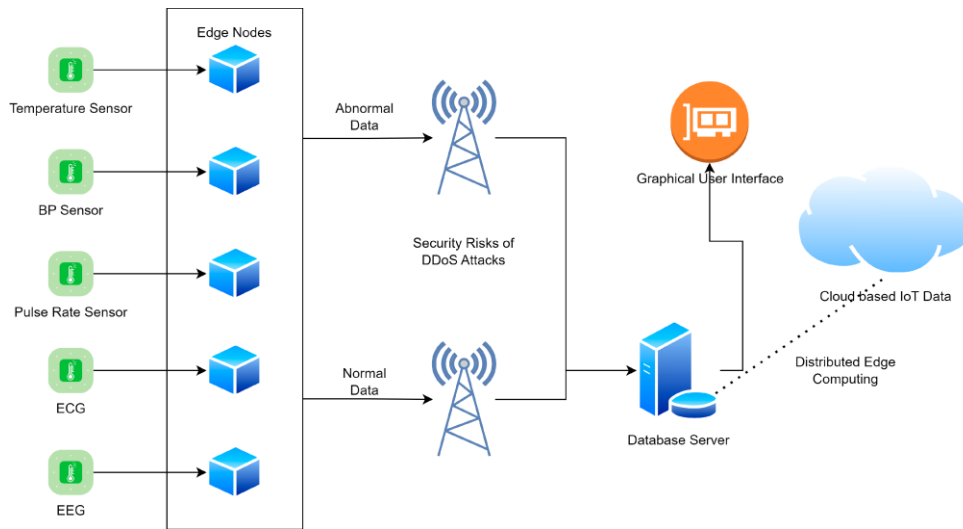 Edge Nodes
Temperature Sensor
Abnormal
Data
Graphical User Interface
BP Sensor
Security Risks of
DDoS Attacks
Cloud based IoT Data
Pulse Rate Sensor
Distributed Edge
Computing
Normal
Data
ECG
Database Server
EEG